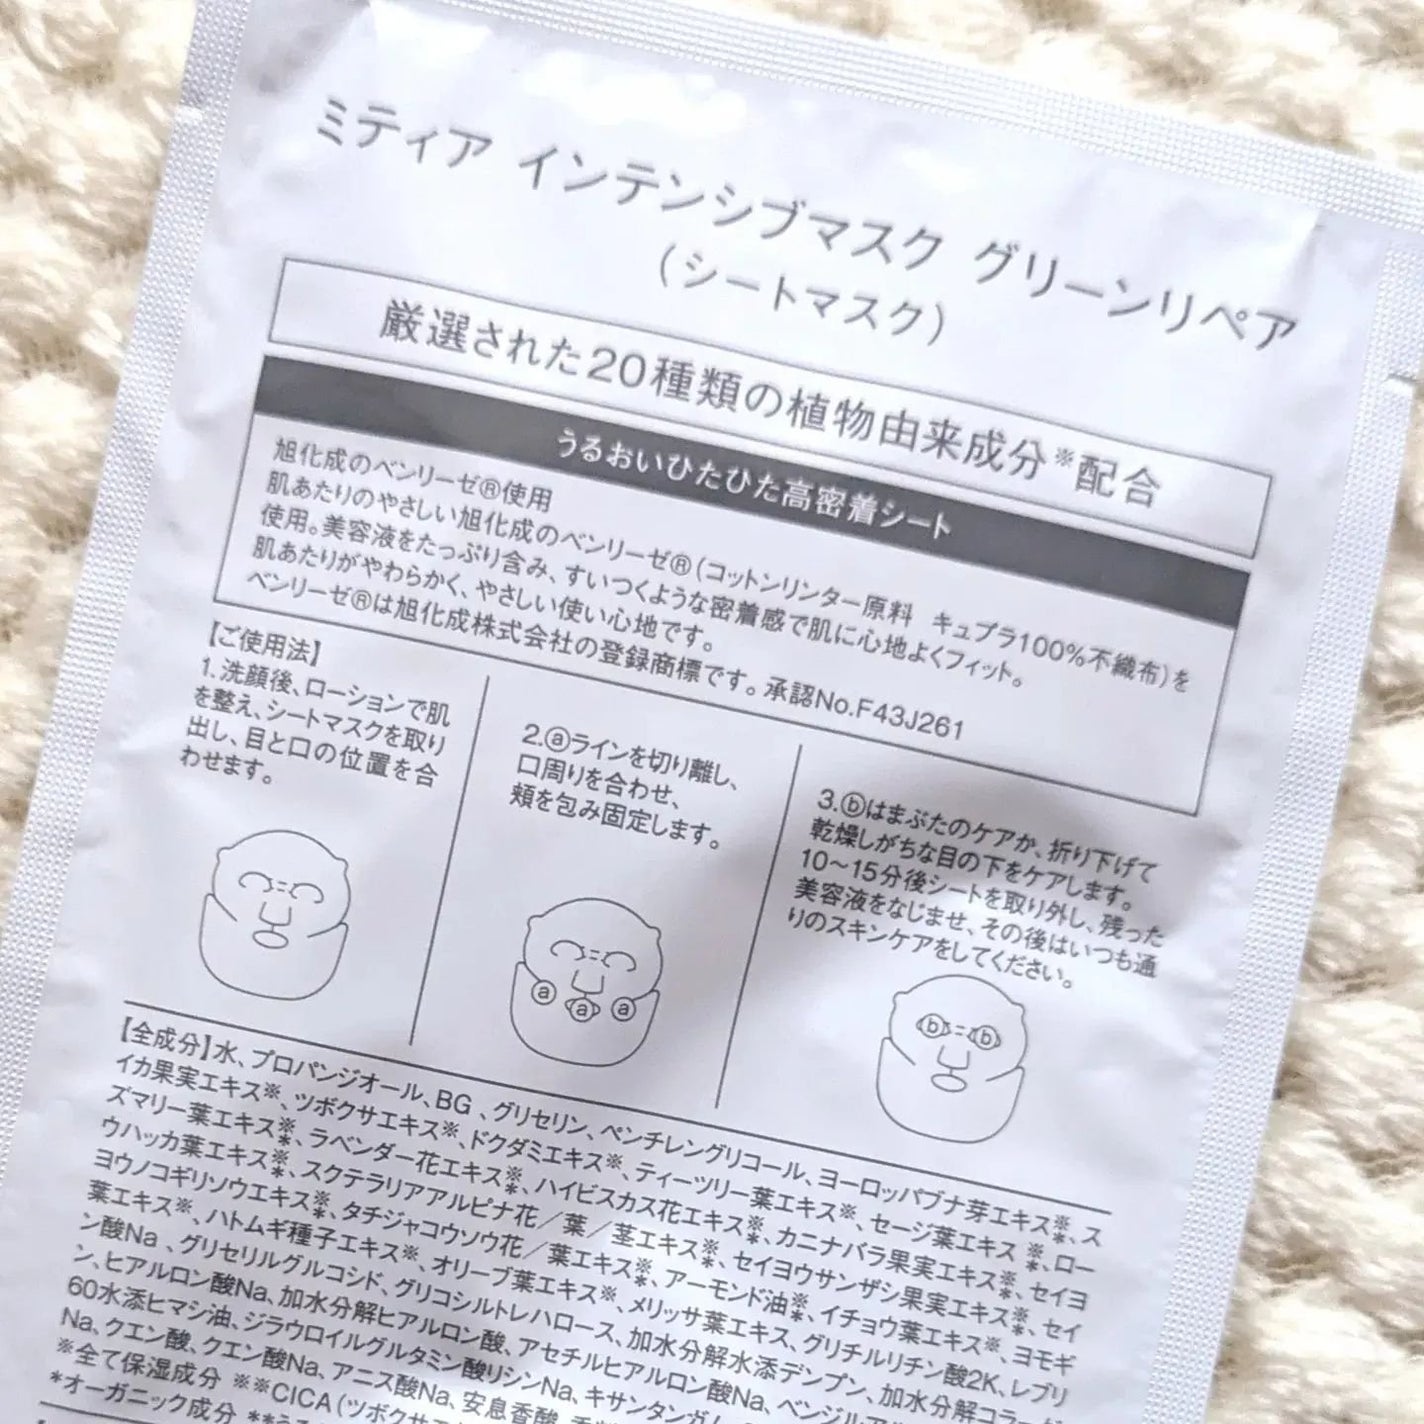 ミティア インテンシブマスク グリーンリペア
(シートマスク)
厳選された20種類の植物由来成分※配合
うるおいひたひた高密着シート
旭化成のベンリーゼ®使用
肌あたりのやさしい旭化成のベンリーゼ®(コットンリンター原料 キュプラ100%不織布)を
使用。美容液をたっぷり含み、すいつくような密着感で肌に心地よくフィット。
肌あたりがやわらかく、やさしい使い心地です。
ベンリーゼ®は旭化成株式会社の登録商標です。承認No.F43J261
【ご使用法】
1. 洗顔後、ローションで肌
を整え、シートマスクを取り
出し、目と口の位置を合
わせます。
2.ⓐラインを切り離し、
口周りを合わせ、
頬を包み固定します。
ⓐ ⓐ ⓐ
3.ⓑはまぶたのケアか、折り下げて
乾燥しがちな目の下をケアします。
10〜15分後シートを取り外し、残った
美容液をなじませ、その後はいつも通
りのスキンケアをしてください。
ⓑ ⓑ
【全成分】水、プロパンジオール、BG 、グリセリン、ペンチレングリコール、ヨーロッパブナ芽エキス※、ス
イカ果実エキス※、ツボクサエキス※、ドクダミエキス※、ティーツリー葉エキス※、セージ葉エキス※、ロー
ズマリー葉エキス※、ラベンダー花エキス※、ハイビスカス花エキス※、カニナバラ果実エキス※、セイヨ
ウハッカ葉エキス※、スクテラリアアルピナ花／葉／茎エキス※、セイヨウサンザシ果実エキス※、セイ
ヨウノコギリソウエキス※、タチジャコウソウ花／葉エキス※、アーモンド油※、イチョウ葉エキス※、ヨモギ
葉エキス※、ハトムギ種子エキス※、オリーブ葉エキス※、メリッサ葉エキス、グリチルリチン酸2K、レブリ
ン酸Na 、グリセリルグルコシド、グリコシルトレハロース、加水分解水添デンプン、加水分解コラーゲ
ン、ヒアルロン酸Na、加水分解ヒアルロン酸、アセチルヒアルロン酸Na、ベンジル
60水添ヒマシ油、ジラウロイルグルタミン酸リシンNa、キサンタンガム
Na、クエン酸、クエン酸Na、アニス酸Na、安息香酸
※全て保湿成分 ※※CICA(ツボクサエ
*オーガニック成分